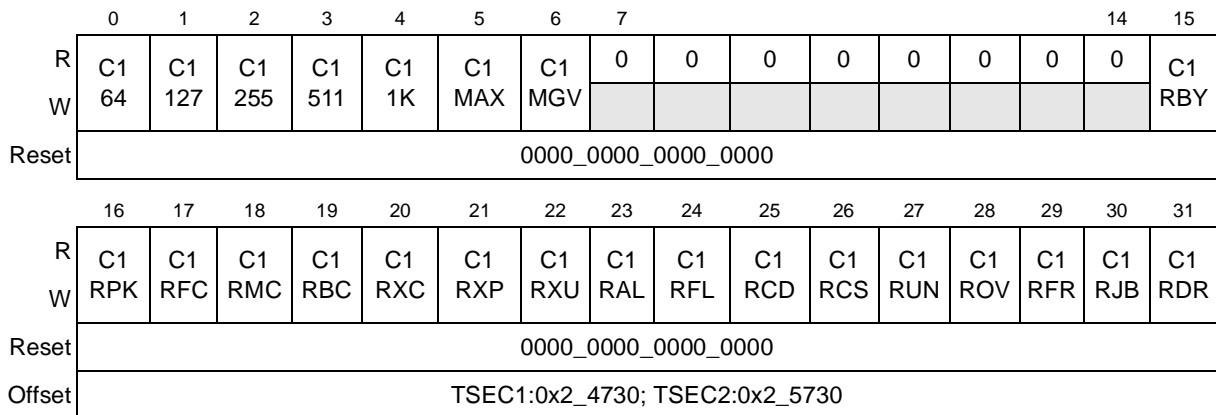 0 1 2 3 4 5 6 7 14 15
R C1 64 C1 127 C1 255 C1 511 C1 1K C1 MAX C1 MGV 0 0 0 0 0 0 0 0 C1 RBY
W
Reset 0000_0000_0000_0000
16 17 18 19 20 21 22 23 24 25 26 27 28 29 30 31
R C1 RPK C1 RFC C1 RMC C1 RBC C1 RXC C1 RXP C1 RXU C1 RAL C1 RFL C1 RCD C1 RCS C1 RUN C1 ROV C1 RFR C1 RJB C1 RDR
W
Reset 0000_0000_0000_0000
Offset TSEC1:0x2_4730; TSEC2:0x2_5730